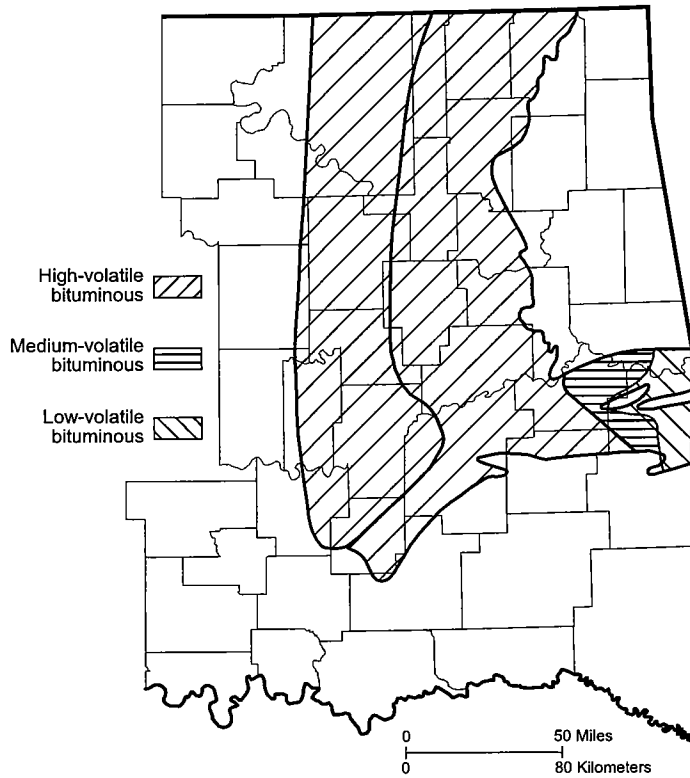 High-volatile
bituminous
Medium-volatile
bituminous
Low-volatile
bituminous
0 50 Miles
0 80 Kilometers